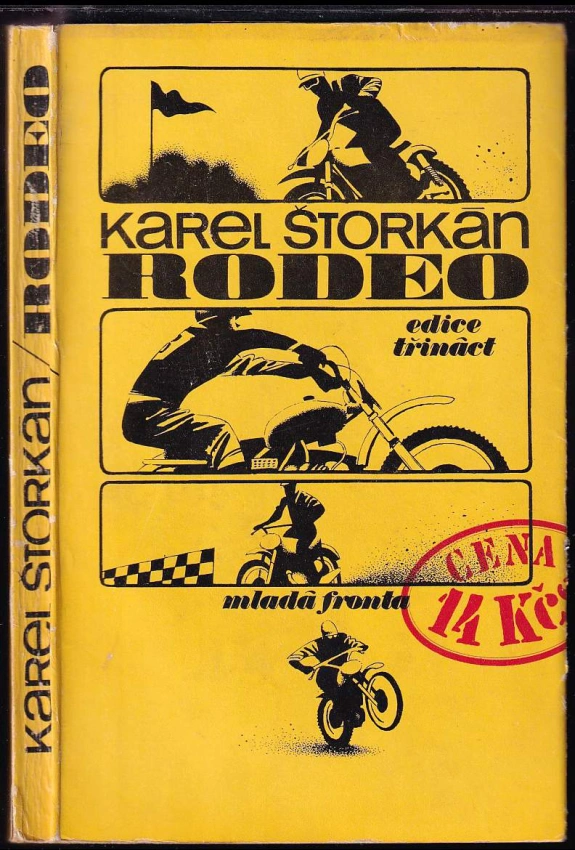 KAREL ŠTORKÁN / RODEO
KAREL ŠTORKÁN
RODEO
edice
třináct
mladá fronta
CENA
14 Kčs